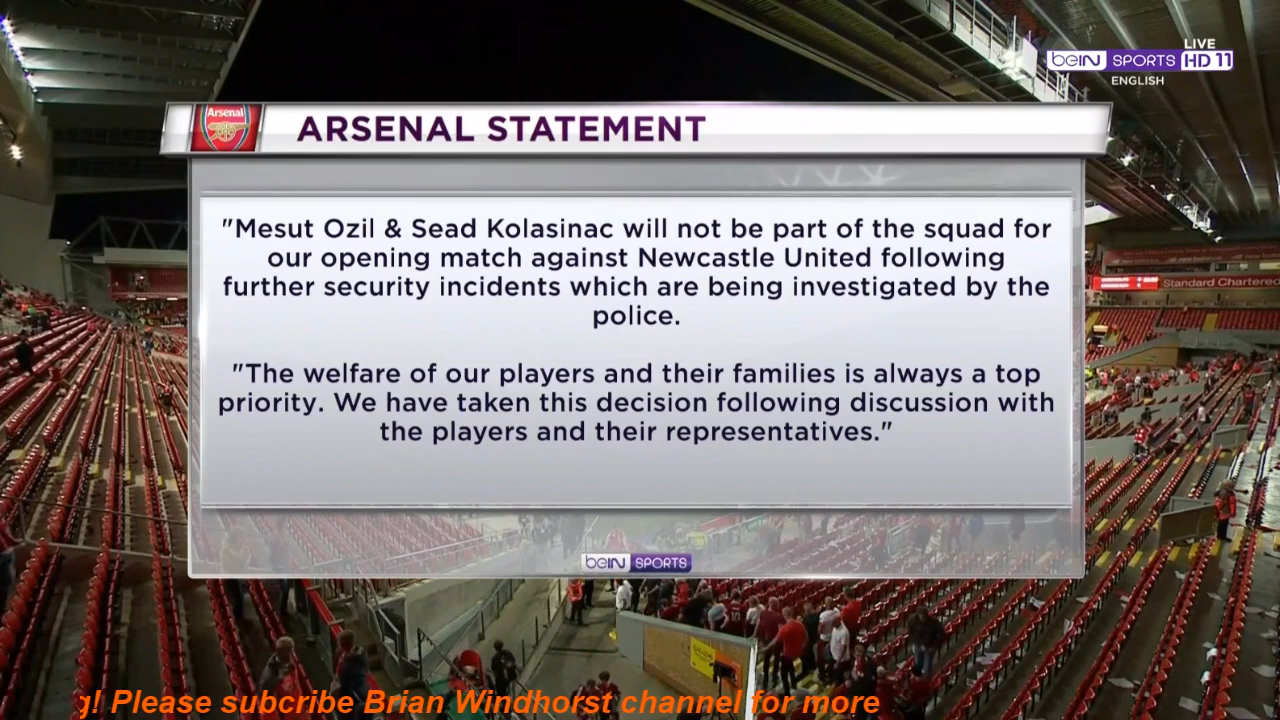 LIVE
beIN SPORTS HD 11
ENGLISH
Arsenal
ARSENAL STATEMENT
"Mesut Ozil & Sead Kolasinac will not be part of the squad for
our opening match against Newcastle United following
further security incidents which are being investigated by the
police.
"The welfare of our players and their families is always a top
priority. We have taken this decision following discussion with
the players and their representatives."
Standard Chartered
beIN SPORTS
g! Please subcribe Brian Windhorst channel for more